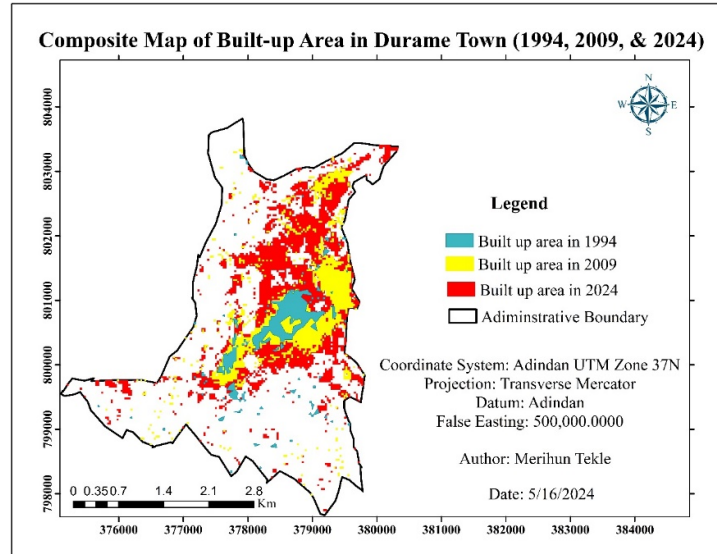 Composite Map of Built-up Area in Durame Town (1994, 2009, & 2024)
804000
803000
802000
801000
800000
799000
798000
N
W E
S
Legend
Built up area in 1994
Built up area in 2009
Built up area in 2024
Adiminstrative Boundary
Coordinate System: Adindan UTM Zone 37N
Projection: Transverse Mercator
Datum: Adindan
False Easting: 500,000.0000
Author: Merihun Tekle
Date: 5/16/2024
0 0.35 0.7 1.4 2.1 2.8
Km
376000 377000 378000 379000 380000 381000 382000 383000 384000